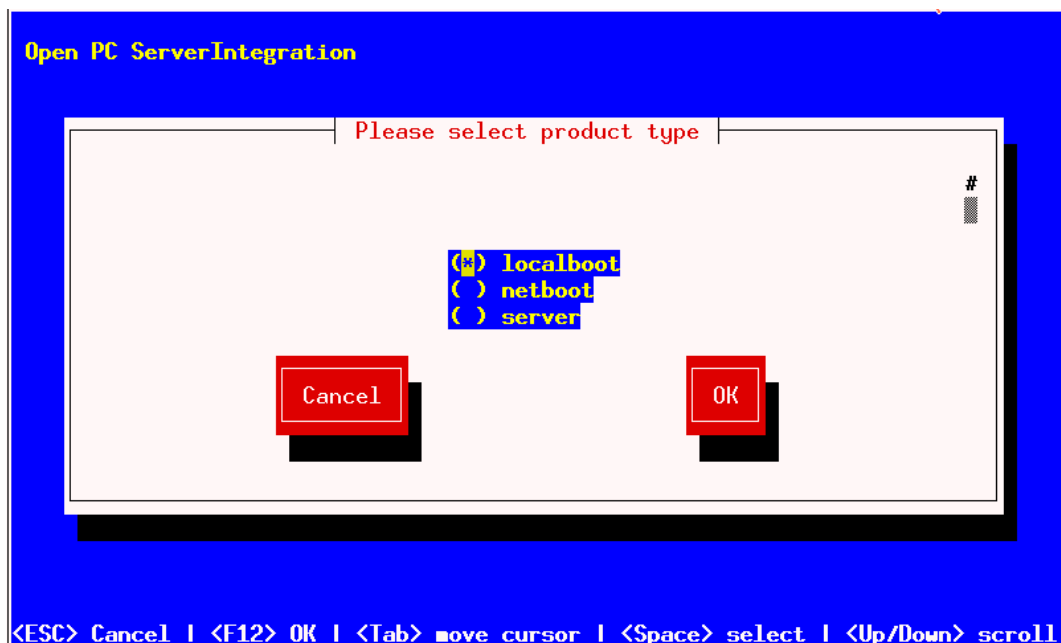 Open PC ServerIntegration
Please select product type
#
(*) localboot
( ) netboot
( ) server
Cancel
OK
<ESC> Cancel | <F12> OK | <Tab> move cursor | <Space> select | <Up/Down> scroll